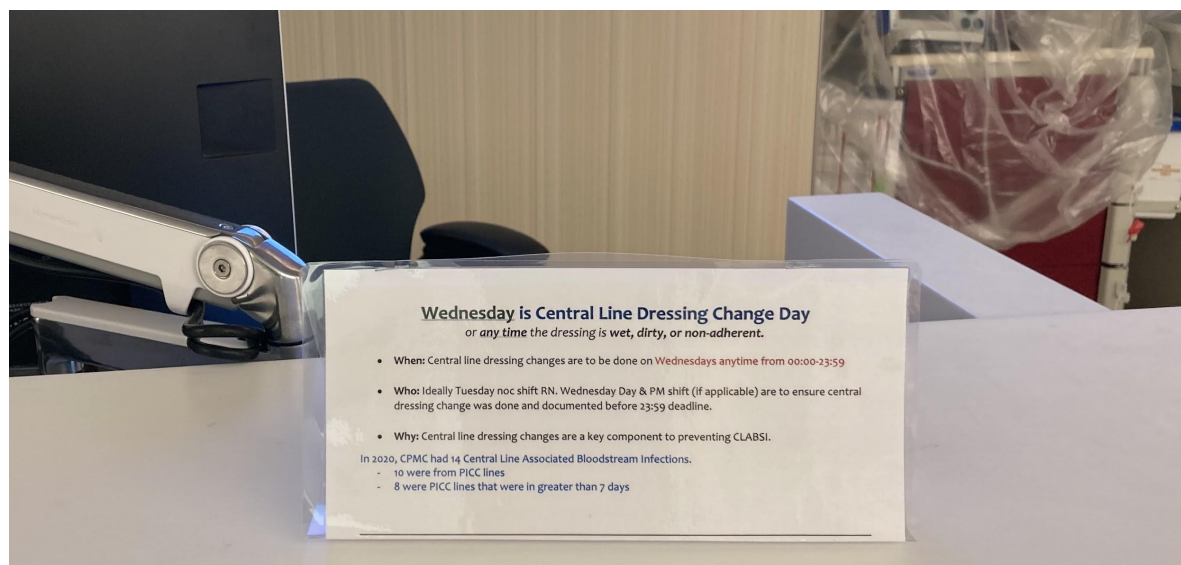 Wednesday is Central Line Dressing Change Day
or any time the dressing is wet, dirty, or non-adherent.
• When: Central line dressing changes are to be done on Wednesdays anytime from 00:00-23:59
• Who: Ideally Tuesday noc shift RN. Wednesday Day & PM shift (if applicable) are to ensure central
dressing change was done and documented before 23:59 deadline.
• Why: Central line dressing changes are a key component to preventing CLABSI.
In 2020, CPMC had 14 Central Line Associated Bloodstream Infections.
- 10 were from PICC lines
- 8 were PICC lines that were in greater than 7 days